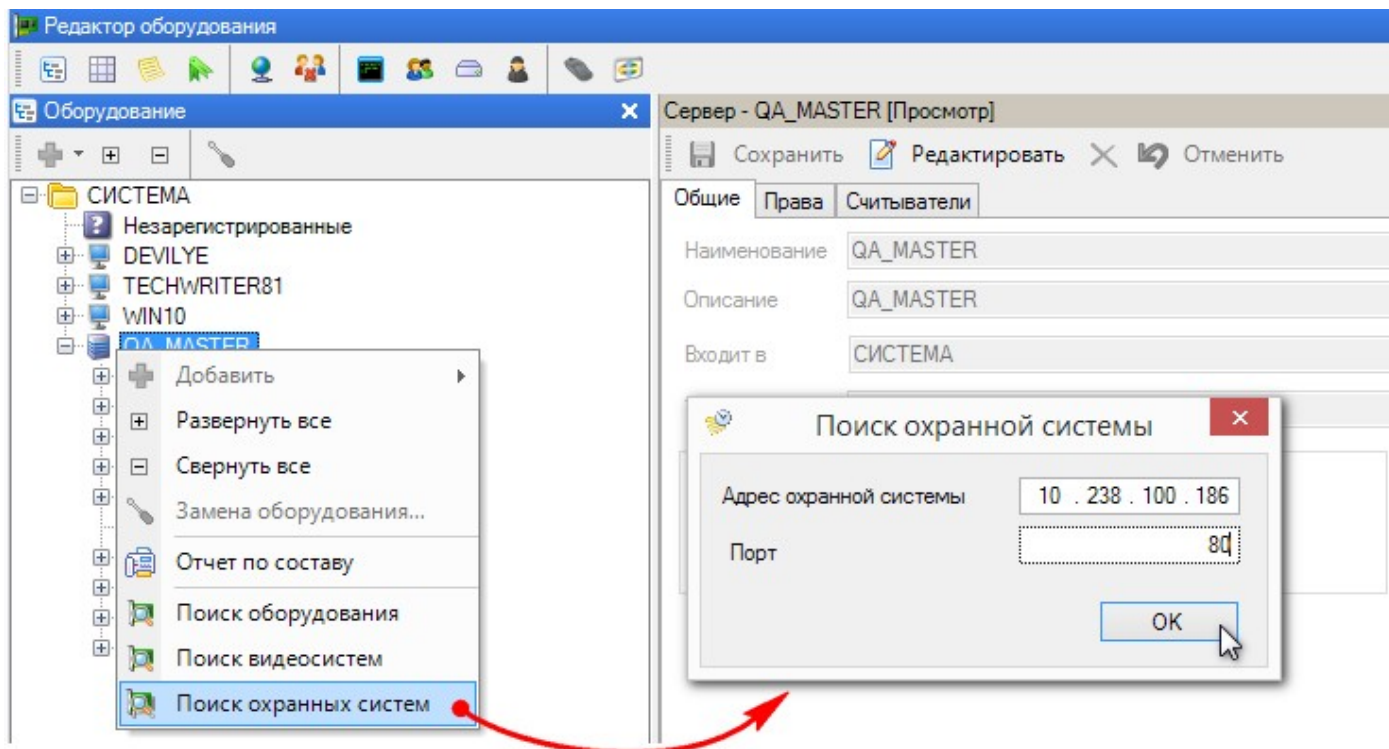 Редактор оборудования
Оборудование
СИСТЕМА
Незарегистрированные
DEVILYE
TECHWRITER81
WIN10
QA_MASTER
Добавить
Развернуть все
Свернуть все
Замена оборудования...
Отчет по составу
Поиск оборудования
Поиск видеосистем
Поиск охранных систем
Сервер - QA_MASTER [Просмотр]
Сохранить Редактировать Отменить
Общие Права Считыватели
Наименование QA_MASTER
Описание QA_MASTER
Входит в СИСТЕМА
Поиск охранной системы
Адрес охранной системы 10 . 238 . 100 . 186
Порт 80
OK